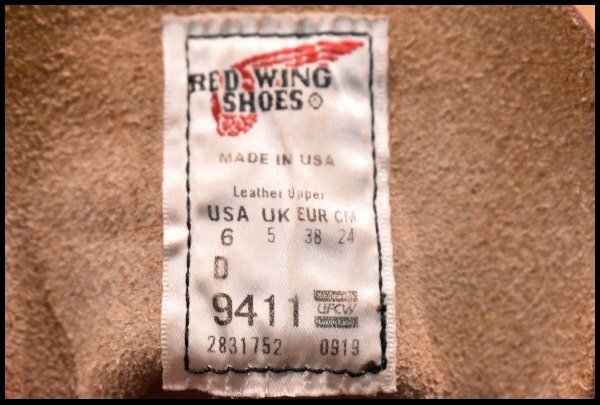 RED WING
SHOES ®
MADE IN USA
Leather Upper
USA UK EUR CM
6 5 38 24
D
9411 UFCW
2831752 0919